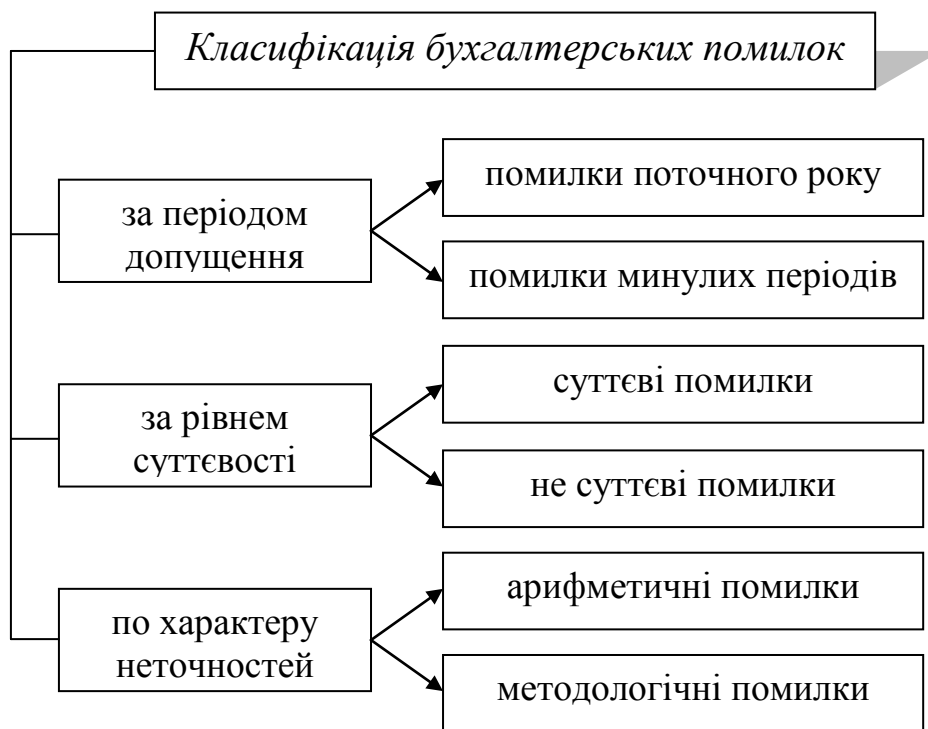 Класифікація бухгалтерських помилок
за періодом
допущення
помилки поточного року
помилки минулих періодів
за рівнем
суттєвості
суттєві помилки
не суттєві помилки
по характеру
неточностей
арифметичні помилки
методологічні помилки